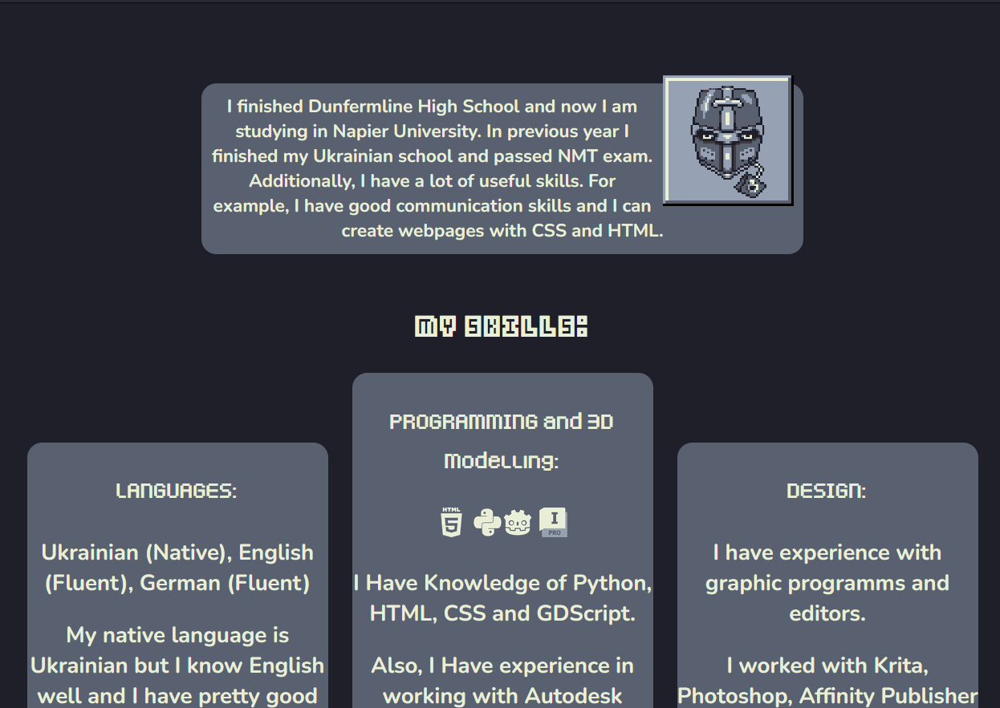 I finished Dunfermline High School and now I am
studying in Napier University. In previous year I
finished my Ukrainian school and passed NMT exam.
Additionally, I have a lot of useful skills. For
example, I have good communication skills and I can
create webpages with CSS and HTML.
MY SKILLS:
PROGRAMMING and 3D
Modelling:
HTML
5
I
PRO
I Have Knowledge of Python,
HTML, CSS and GDScript.
Also, I Have experience in
working with Autodesk
LANGUAGES:
Ukrainian (Native), English
(Fluent), German (Fluent)
My native language is
Ukrainian but I know English
well and I have pretty good
DESIGN:
I have experience with
graphic programms and
editors.
I worked with Krita,
Photoshop, Affinity Publisher